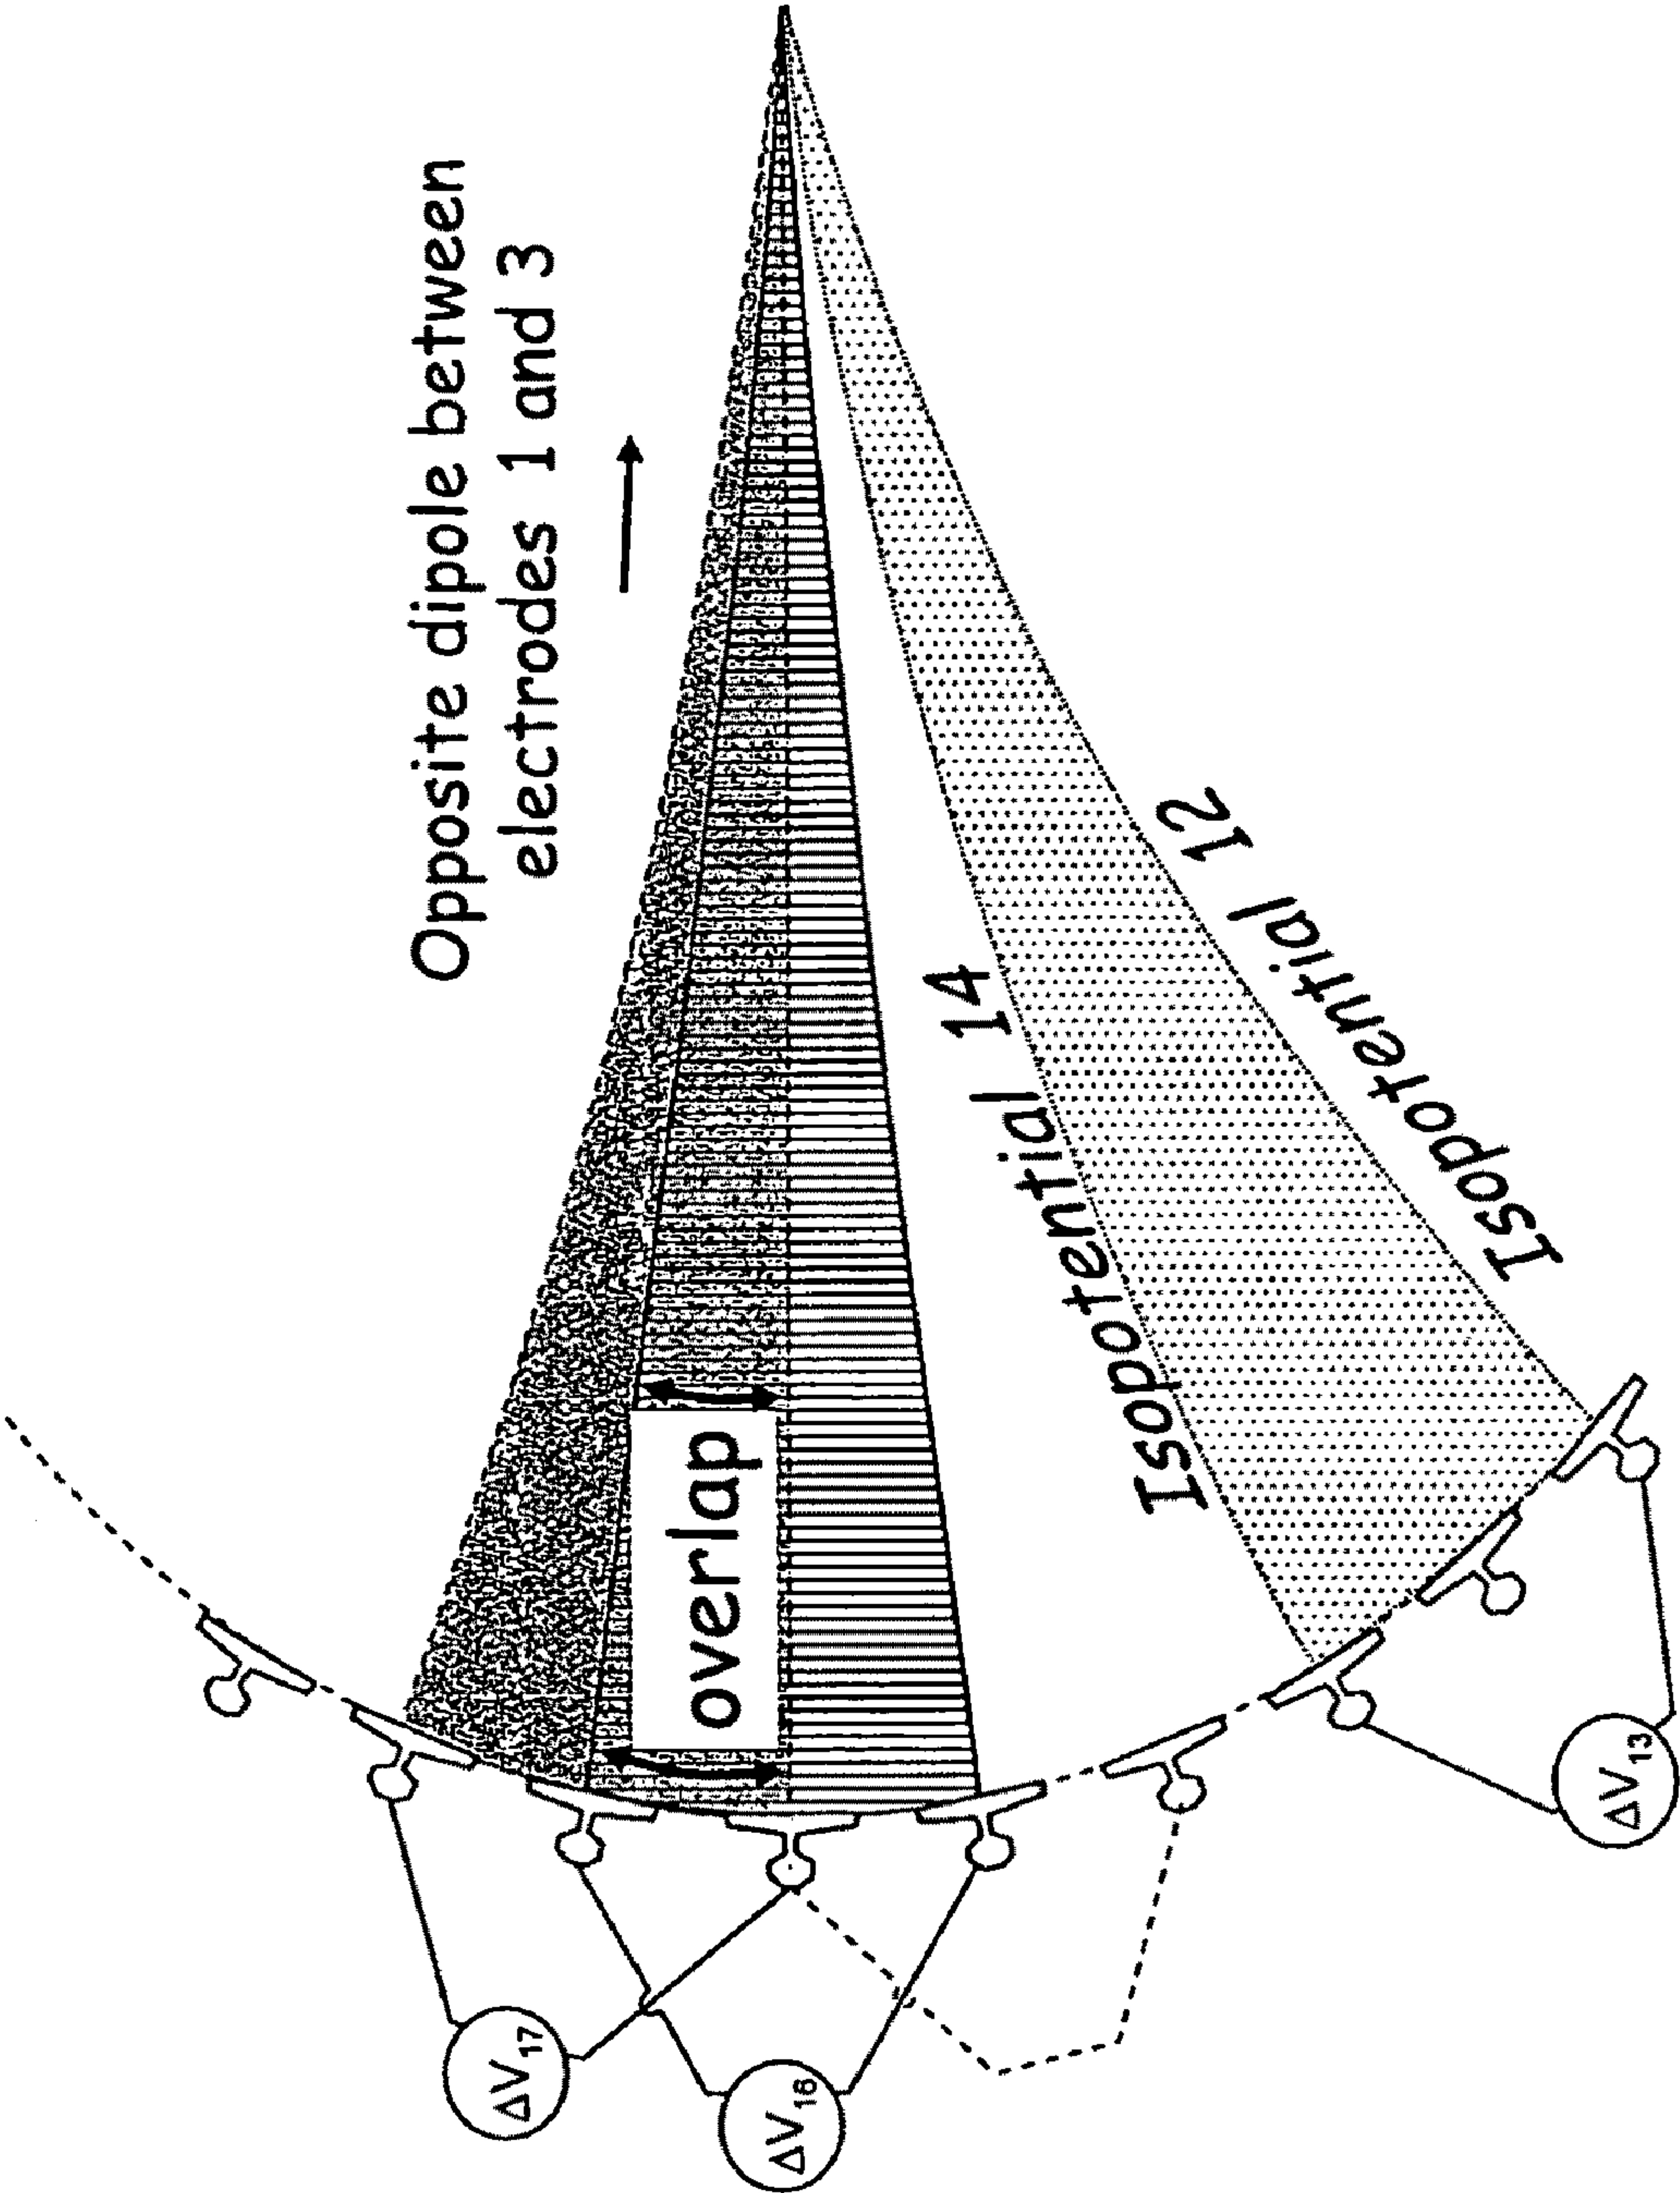 Opposite dipole between
electrodes 1 and 3
overlap
Isopotential 14
Isopotential 12
ΔV₁₇
ΔV₁₆
ΔV₁₃